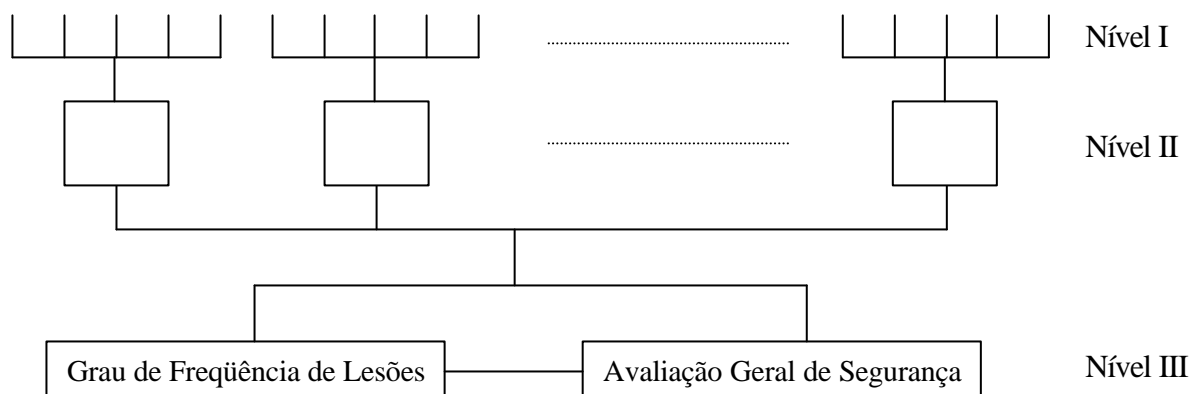 Nível I
Nível II
Grau de Freqüência de Lesões
Avaliação Geral de Segurança
Nível III